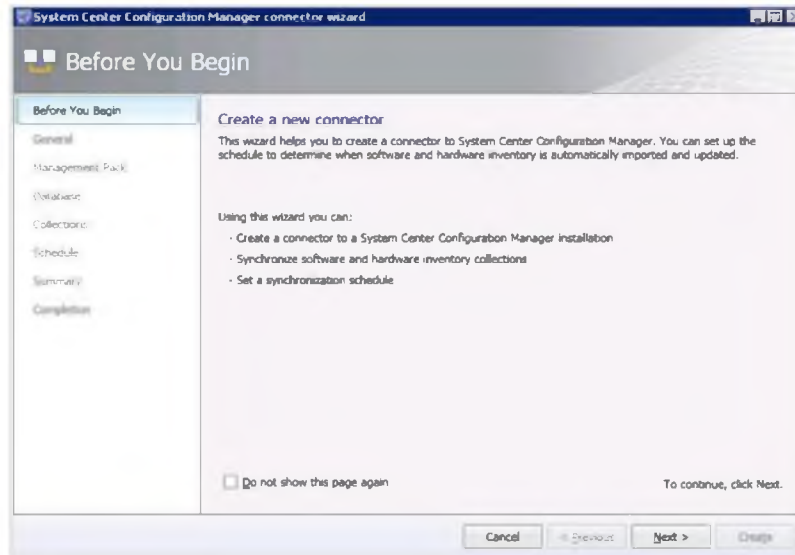 System Center Configuration Manager connector wizard
Before You Begin
Before You Begin
General
Management Pack
Database
Collections
Schedule
Summary
Completion
Create a new connector
This wizard helps you to create a connector to System Center Configuration Manager. You can set up the
schedule to determine when software and hardware inventory is automatically imported and updated.
Using this wizard you can:
· Create a connector to a System Center Configuration Manager installation
· Synchronize software and hardware inventory collections
· Set a synchronization schedule
Do not show this page again
To continue, click Next.
Cancel
< Previous
Next >
Create